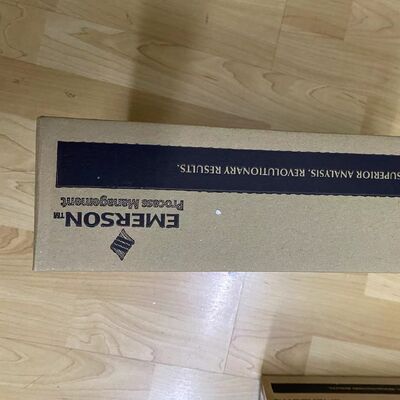 EMERSON™
Process Management
SUPERIOR ANALYSIS. REVOLUTIONARY RESULTS.